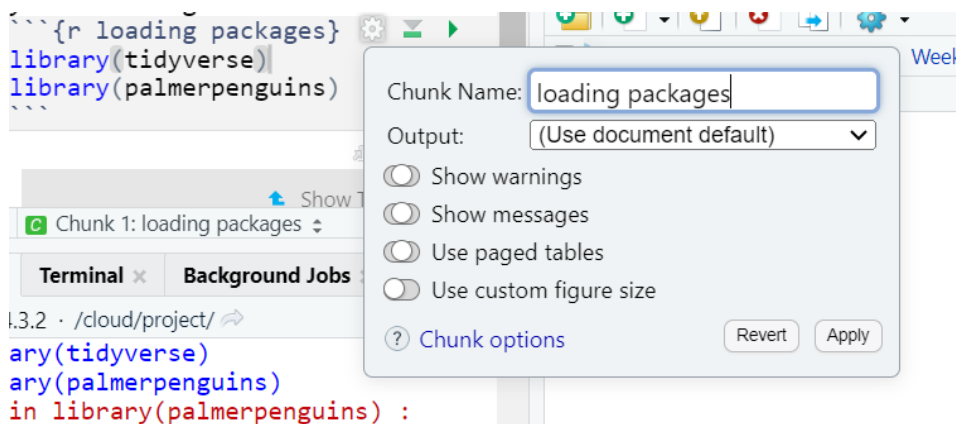 ```{r loading packages}
library(tidyverse)
library(palmerpenguins)
```
Week
Chunk Name: loading packages
Output: (Use document default)
Show warnings
Show messages
Use paged tables
Use custom figure size
? Chunk options Revert Apply
Show T
C Chunk 1: loading packages
Terminal × Background Jobs
.3.2 · /cloud/project/
ary(tidyverse)
ary(palmerpenguins)
in library(palmerpenguins) :